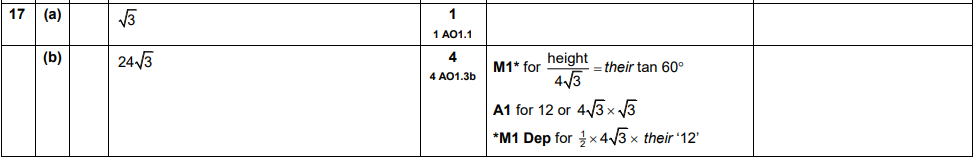 17 (a) √3 1
1 AO1.1
(b) 24√3 4
4 AO1.3b
M1* for height/4√3 = their tan 60°
A1 for 12 or 4√3 × √3
*M1 Dep for ½ × 4√3 × their ‘12’